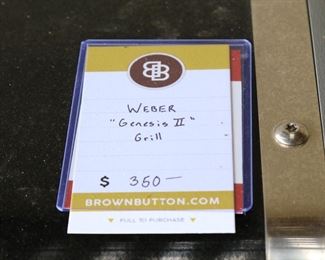 BB
WEBER
"Genesis II"
Grill
$ 350—
BROWNBUTTON.COM
PULL TO PURCHASE